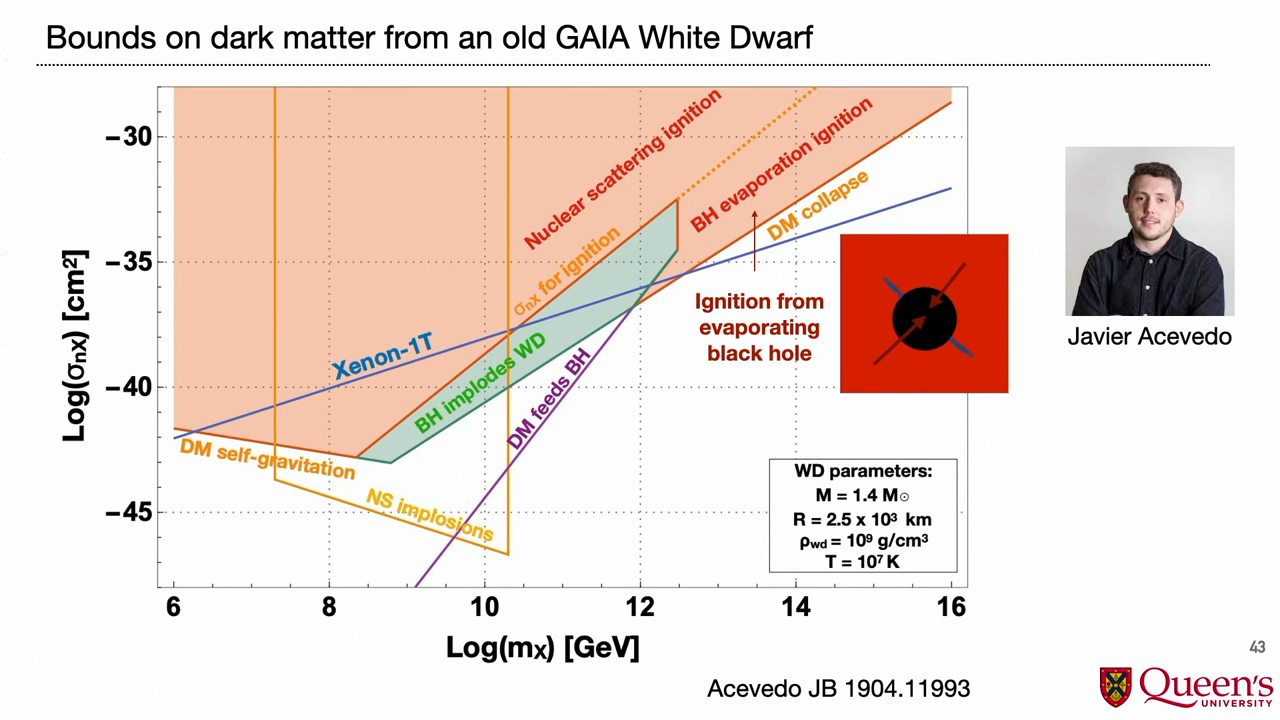 Bounds on dark matter from an old GAIA White Dwarf
−30
−35
−40
−45
Log(σnx) [cm²]
Nuclear scattering ignition
BH evaporation ignition
DM collapse
σnx for ignition
Ignition from
evaporating
black hole
Xenon-1T
BH implodes WD
DM feeds BH
DM self-gravitation
NS implosions
WD parameters:
M = 1.4 M☉
R = 2.5 x 10³ km
ρwd = 10⁹ g/cm³
T = 10⁷ K
6 8 10 12 14 16
Log(mx) [GeV]
Javier Acevedo
Acevedo JB 1904.11993
43
Queen's
UNIVERSITY